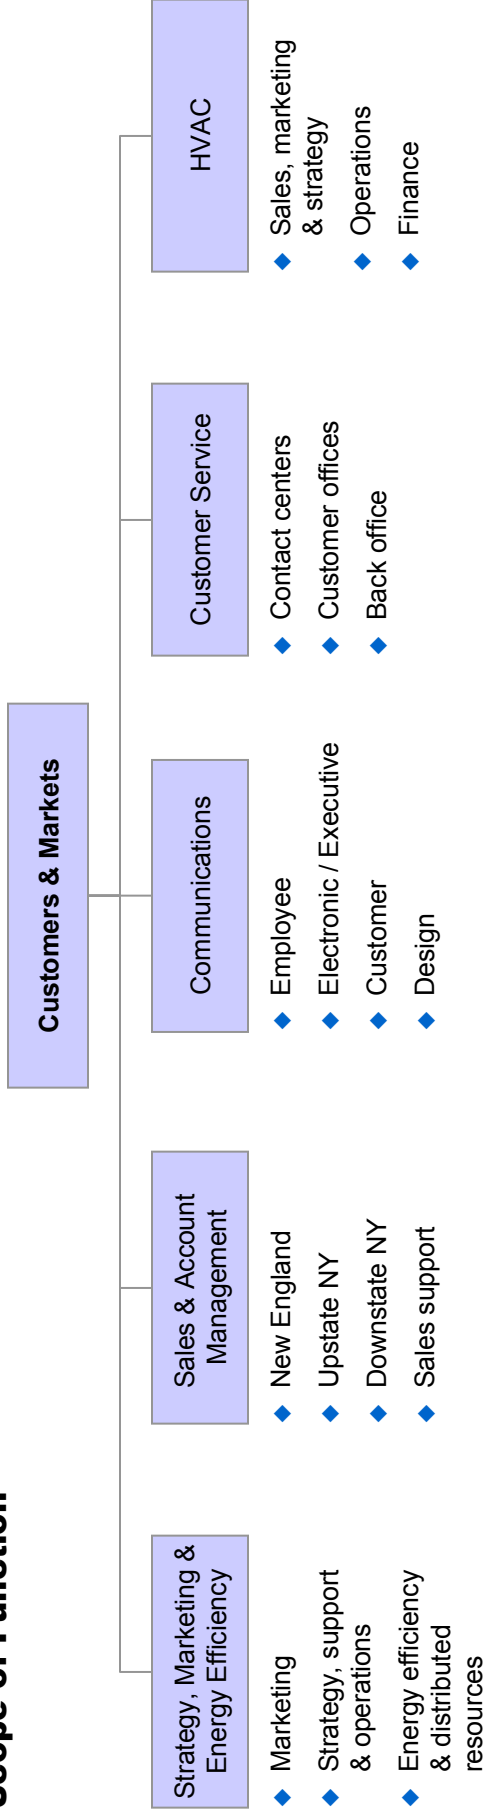 Scope of Function
Customers & Markets
Strategy, Marketing &
Energy Efficiency
Marketing
Strategy, support
& operations
Energy efficiency
& distributed
resources
Sales & Account
Management
New England
Upstate NY
Downstate NY
Sales support
Communications
Employee
Electronic / Executive
Customer
Design
Customer Service
Contact centers
Customer offices
Back office
HVAC
Sales, marketing
& strategy
Operations
Finance